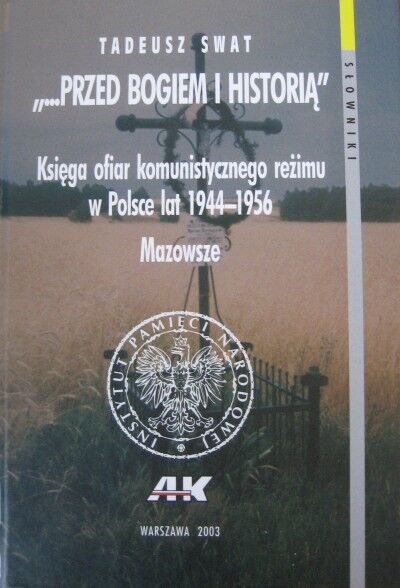 TADEUSZ SWAT
„...PRZED BOGIEM I HISTORIĄ”
Księga ofiar komunistycznego reżimu
w Polsce lat 1944–1956
Mazowsze
INSTYTUT PAMIĘCI NARODOWEJ
AK
WARSZAWA 2003
SŁOWNIKI